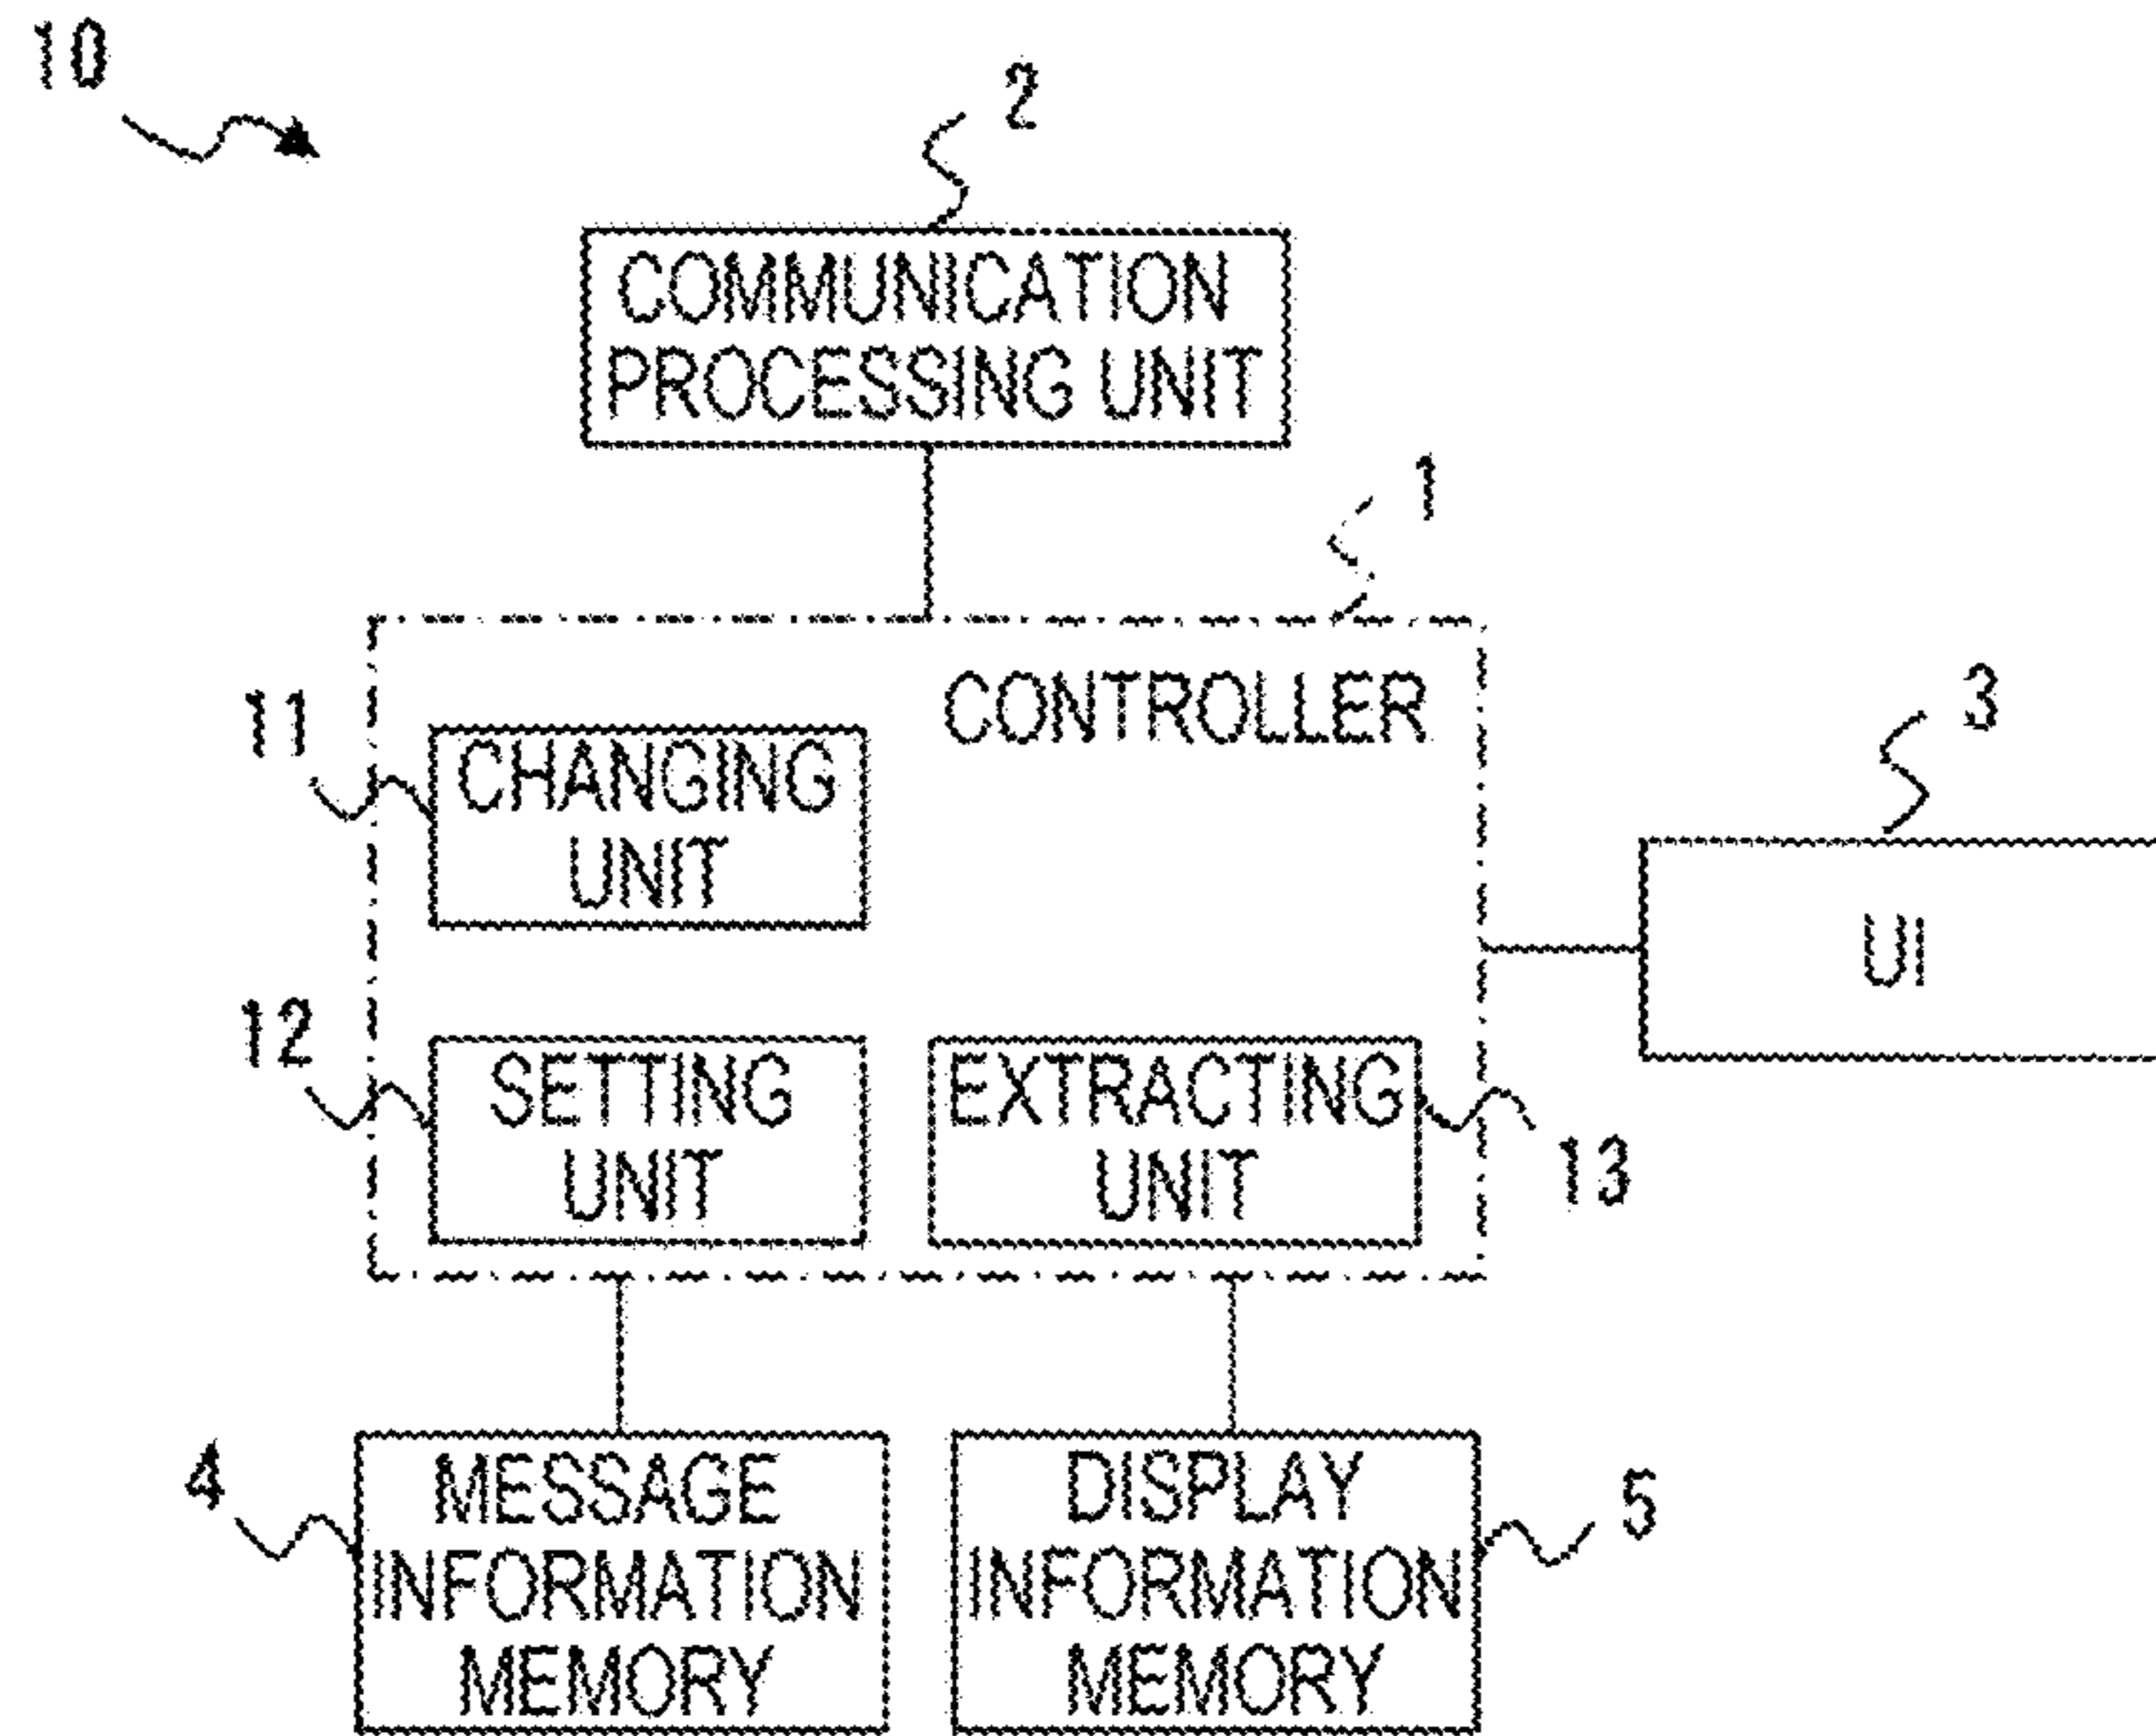 10
2
COMMUNICATION
PROCESSING UNIT
1
CONTROLLER
11
CHANGING
UNIT
3
UI
12
SETTING
UNIT
EXTRACTING
UNIT
13
4
MESSAGE
INFORMATION
MEMORY
DISPLAY
INFORMATION
MEMORY
5